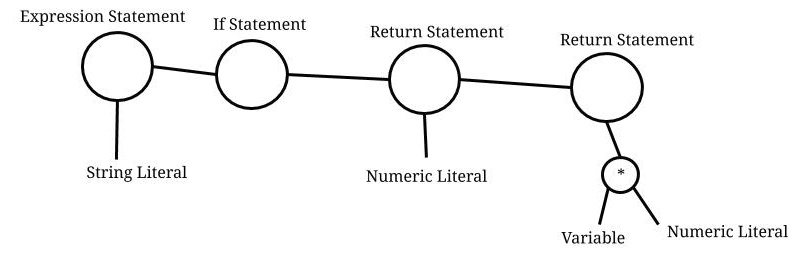 Expression Statement
If Statement
Return Statement
Return Statement
String Literal
Numeric Literal
*
Variable
Numeric Literal